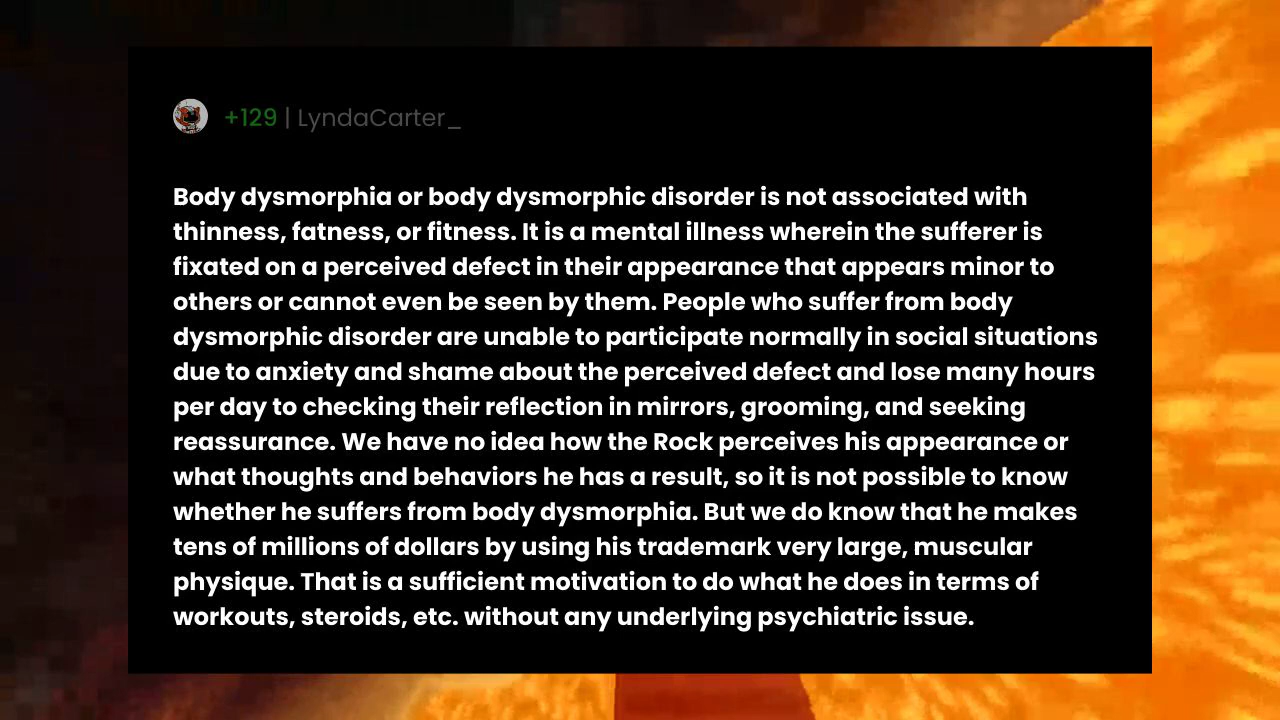 +129 | LyndaCarter_
Body dysmorphia or body dysmorphic disorder is not associated with
thinness, fatness, or fitness. It is a mental illness wherein the sufferer is
fixated on a perceived defect in their appearance that appears minor to
others or cannot even be seen by them. People who suffer from body
dysmorphic disorder are unable to participate normally in social situations
due to anxiety and shame about the perceived defect and lose many hours
per day to checking their reflection in mirrors, grooming, and seeking
reassurance. We have no idea how the Rock perceives his appearance or
what thoughts and behaviors he has a result, so it is not possible to know
whether he suffers from body dysmorphia. But we do know that he makes
tens of millions of dollars by using his trademark very large, muscular
physique. That is a sufficient motivation to do what he does in terms of
workouts, steroids, etc. without any underlying psychiatric issue.